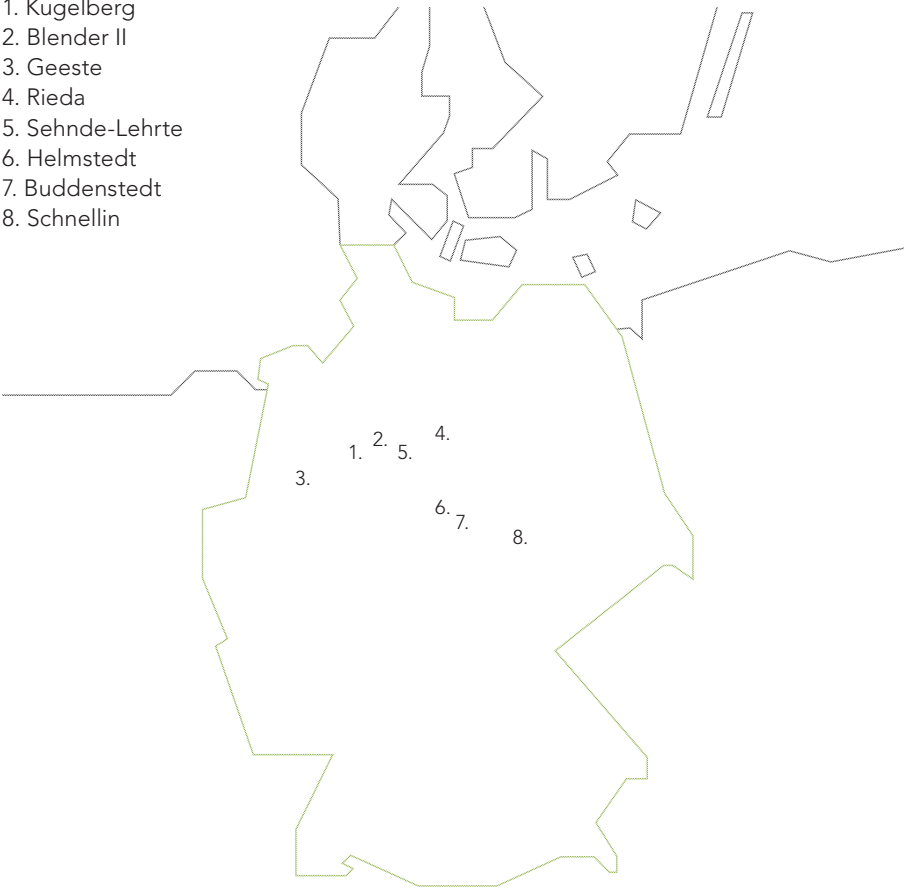 1. Kugelberg
2. Blender II
3. Geeste
4. Rieda
5. Sehnde-Lehrte
6. Helmstedt
7. Buddenstedt
8. Schnellin
4.
2.
1.
5.
3.
6.
7.
8.